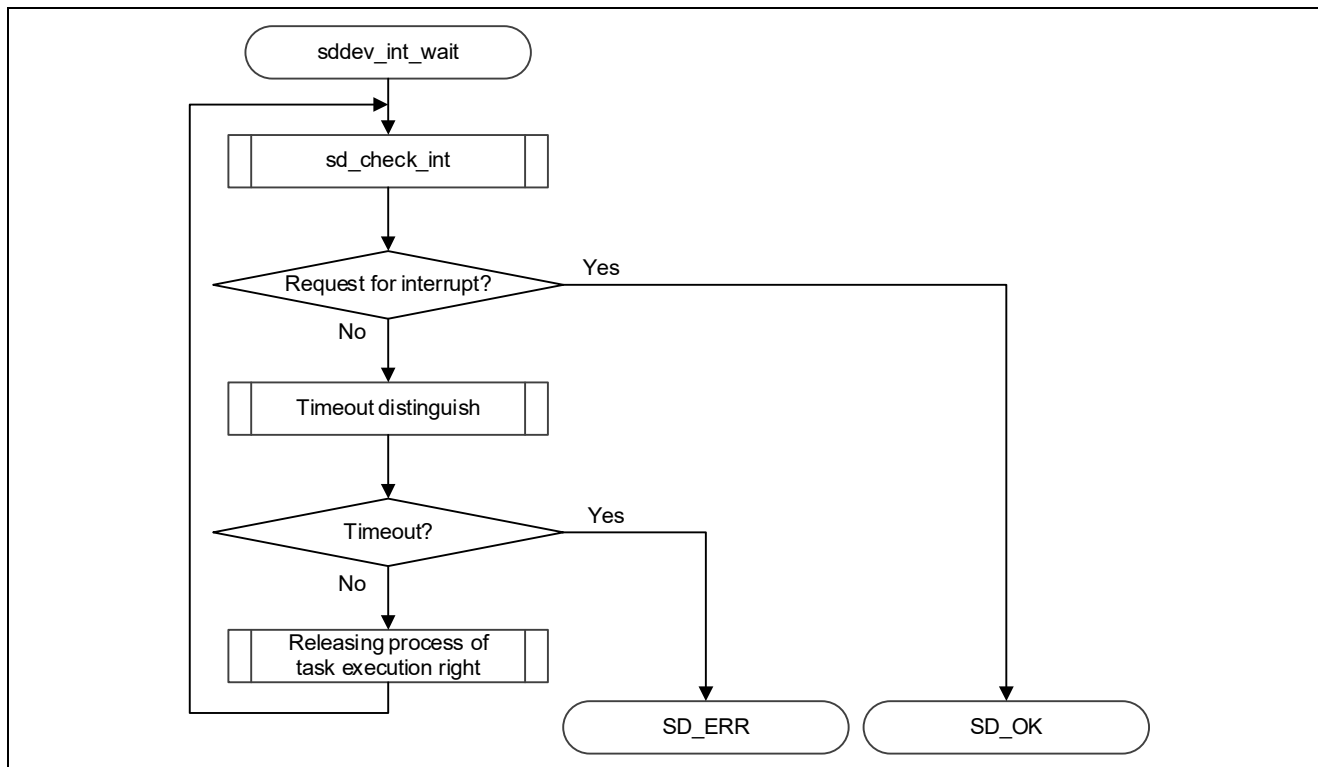 sddev_int_wait
sd_check_int
Request for interrupt?
Yes
No
Timeout distinguish
Timeout?
Yes
No
Releasing process of
task execution right
SD_ERR
SD_OK